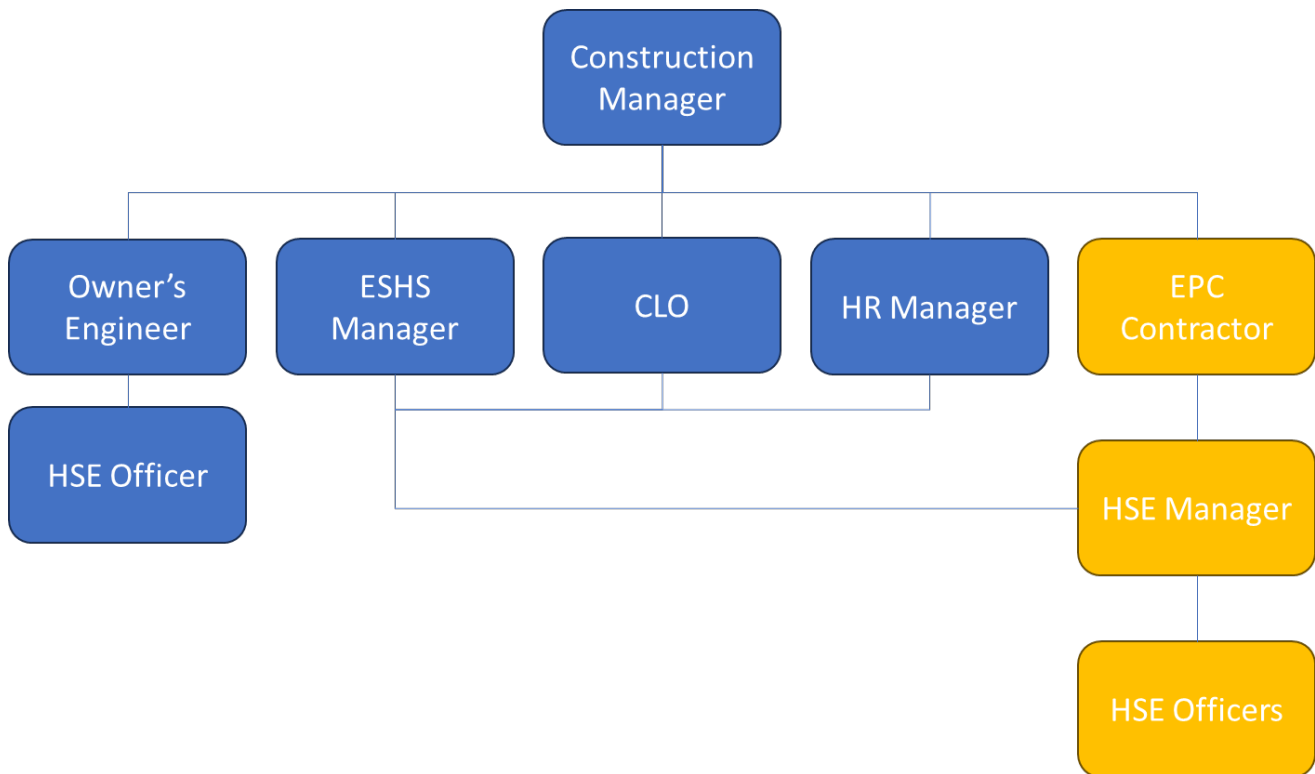 Construction
Manager
Owner’s
Engineer
ESHS
Manager
CLO
HR Manager
EPC
Contractor
HSE Officer
HSE Manager
HSE Officers